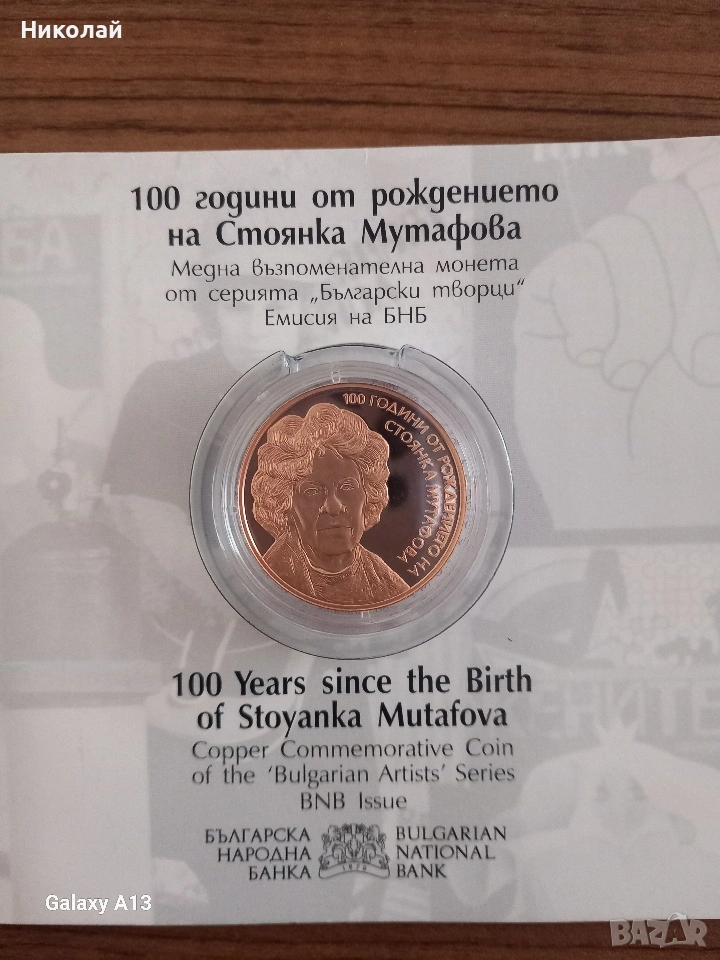 Николай
100 години от рождението
на Стоянка Мутафова
Медна възпоменателна монета
от серията „Български творци“
Емисия на БНБ
100 ГОДИНИ ОТ РОЖДЕНИЕТО НА
СТОЯНКА МУТАФОВА
100 Years since the Birth
of Stoyanka Mutafova
Copper Commemorative Coin
of the 'Bulgarian Artists' Series
BNB Issue
БЪЛГАРСКА
НАРОДНА
БАНКА
1879
BULGARIAN
NATIONAL
BANK
Galaxy A13
BAZAR